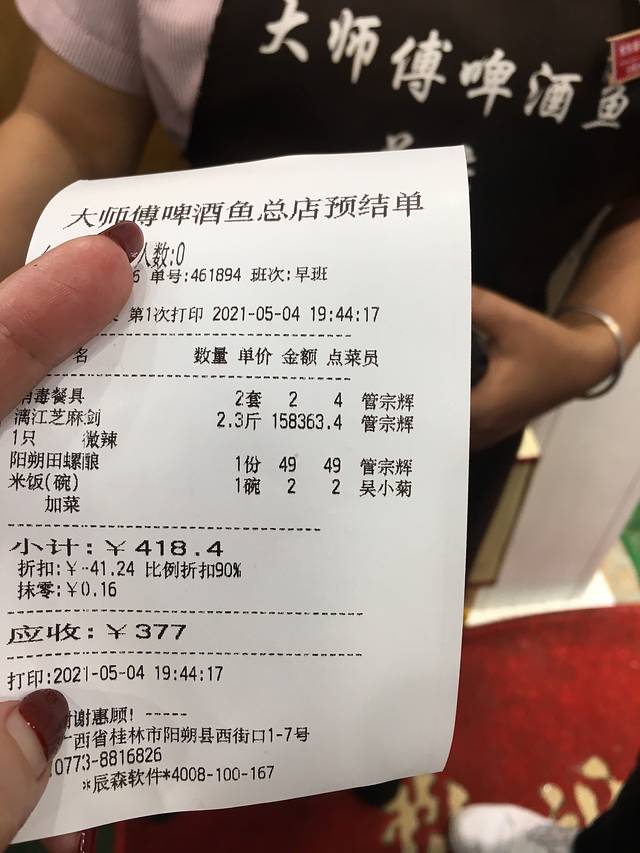 大师傅啤酒鱼
大师傅啤酒鱼总店预结单
人数:0
6 单号:461894 班次:早班
第1次打印 2021-05-04 19:44:17
名 数量 单价 金额 点菜员
消毒餐具 2套 2 4 管宗辉
漓江芝麻剑 2.3斤 158363.4 管宗辉
1只 微辣
阳朔田螺酿 1份 49 49 管宗辉
米饭(碗) 1碗 2 2 吴小菊
加菜
小计:￥418.4
折扣:￥-41.24 比例折扣90%
抹零:￥0.16
应收:￥377
打印:2021-05-04 19:44:17
谢惠顾! -----
广西省桂林市阳朔县西街口1-7号
0773-8816826
*辰森软件*4008-100-167